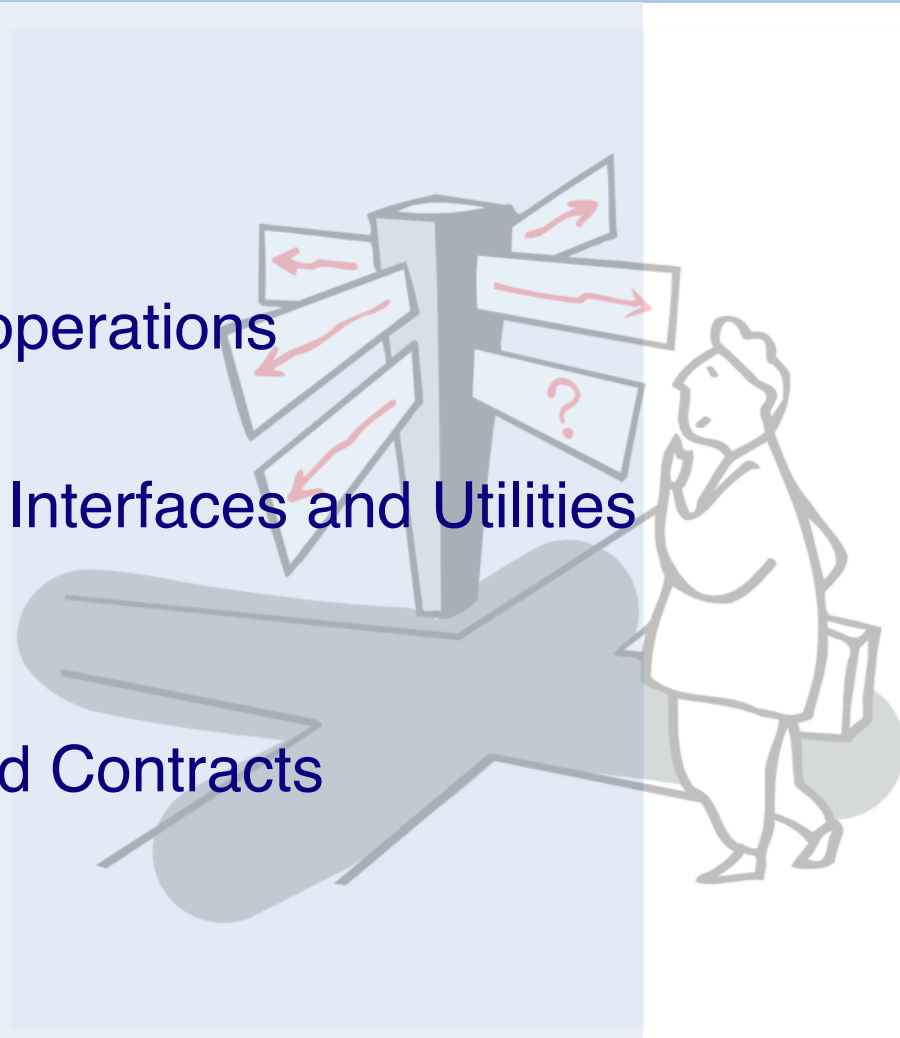 operations
Interfaces and Utilities
d Contracts
?